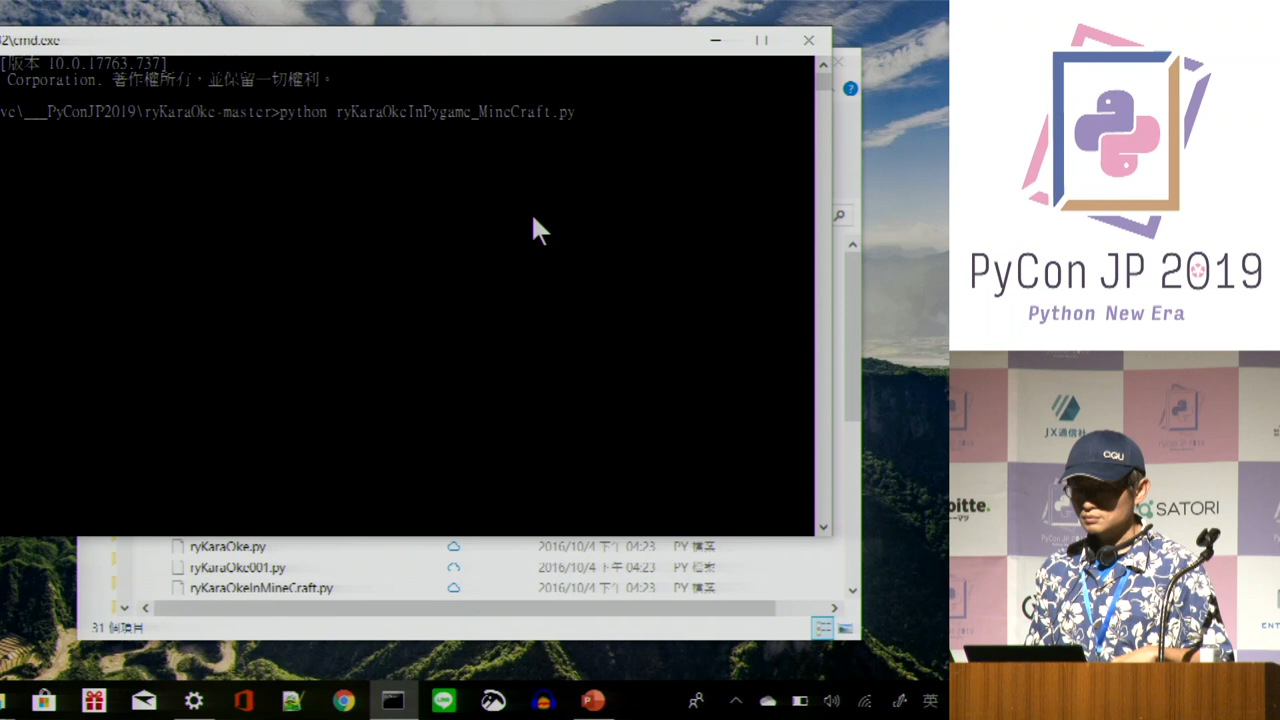 2\cmd.exe
[版本 10.0.17763.737]
Corporation. 著作權所有，並保留一切權利。
ve\___PyConJP2019\ryKaraOke-master>python ryKaraOkeInPygame_MineCraft.py
ryKaraOke.py 2016/10/4 下午 04:23 PY 檔案
ryKaraOke001.py 2016/10/4 下午 04:23 PY 檔案
ryKaraOkeInMineCraft.py 2016/10/4 下午 04:23 PY 檔案
31 個項目
英
PyCon JP 2019
Python New Era
JX通信社
SATORI